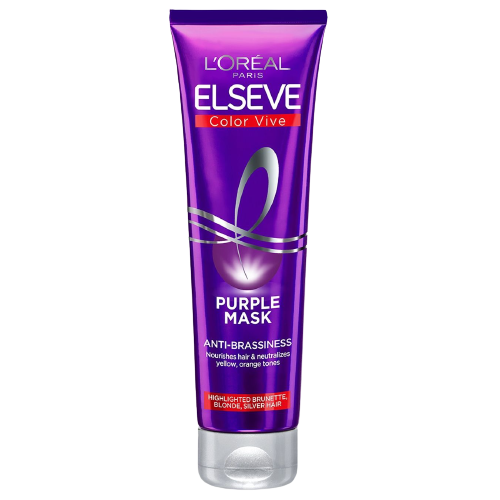 L'ORÉAL
PARIS
ELSEVE
Color Vive
PURPLE
MASK
ANTI-BRASSINESS
Nourishes hair & neutralizes
yellow, orange tones
HIGHLIGHTED BRUNETTE,
BLONDE, SILVER HAIR